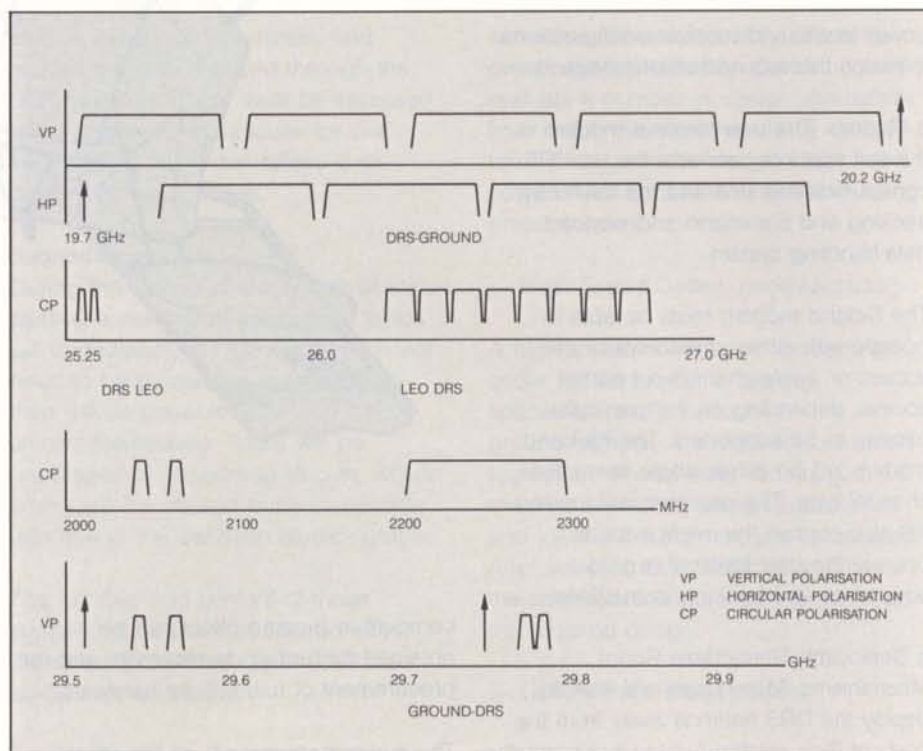 VP
20.2 GHz
HP
19.7 GHz
DRS-GROUND
CP
25.25
26.0
27.0 GHz
DRS LEO
LEO DRS
CP
2000
2100
2200
2300
MHz
VP VERTICAL POLARISATION
HP HORIZONTAL POLARISATION
CP CIRCULAR POLARISATION
VP
GHz
29.5
29.6
29.7
29.8
29.9
GROUND-DRS